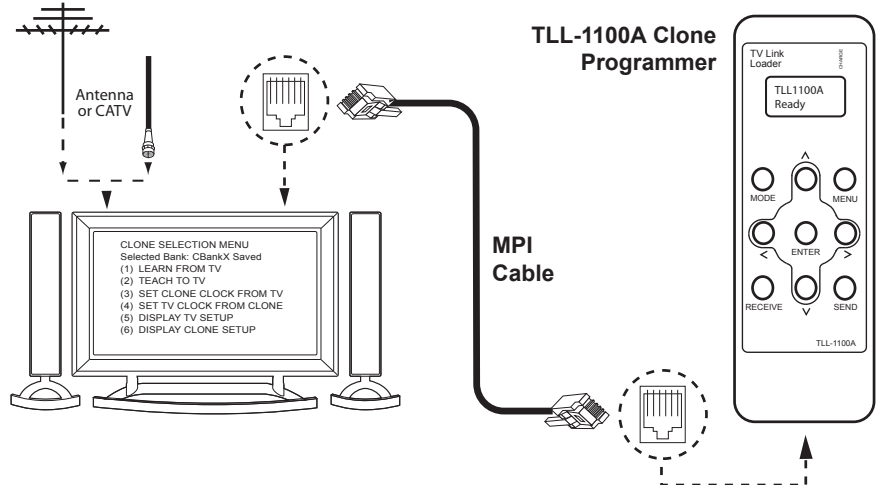 TLL-1100A Clone
Programmer
TV Link
Loader
CHARGE
TLL1100A
Ready
Antenna
or CATV
MODE
MENU
ENTER
<
>
^
v
RECEIVE
SEND
TLL-1100A
CLONE SELECTION MENU
Selected Bank: CBankX Saved
(1) LEARN FROM TV
(2) TEACH TO TV
(3) SET CLONE CLOCK FROM TV
(4) SET TV CLOCK FROM CLONE
(5) DISPLAY TV SETUP
(6) DISPLAY CLONE SETUP
MPI
Cable